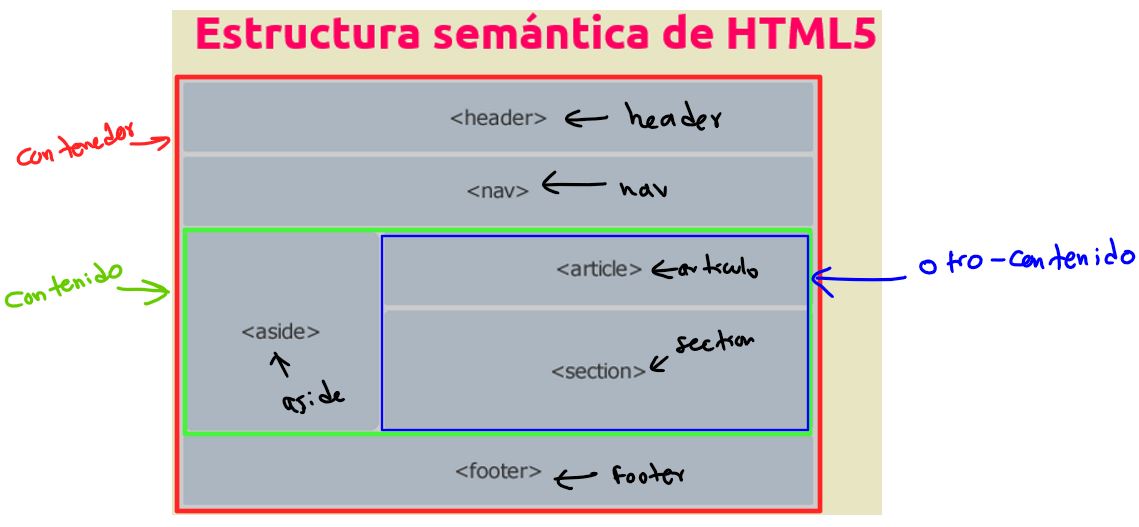 Estructura semántica de HTML5
<header> ← header
contenedor →
<nav> ← nav
<article> ← articulo
otro-contenido
contenido →
<aside>
aside
<section> ← section
<footer> ← footer